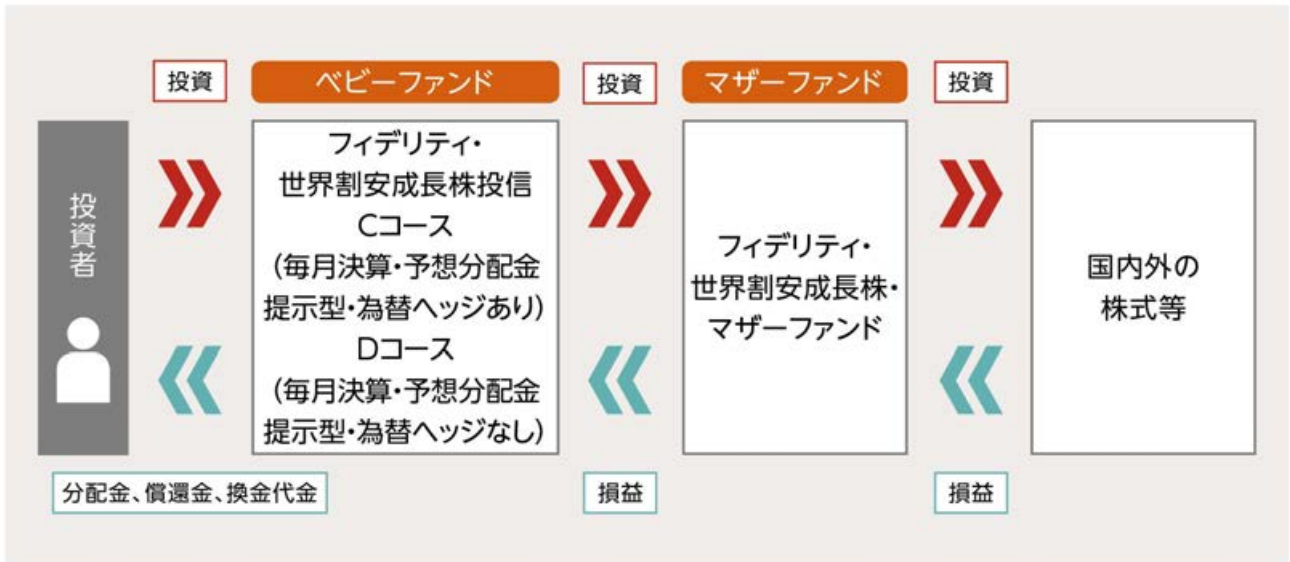 投資
ベビーファンド
投資
マザーファンド
投資
投資者
フィデリティ・
世界割安成長株投信
Cコース
(毎月決算・予想分配金
提示型・為替ヘッジあり)
Dコース
(毎月決算・予想分配金
提示型・為替ヘッジなし)
フィデリティ・
世界割安成長株・
マザーファンド
国内外の
株式等
分配金、償還金、換金代金
損益
損益